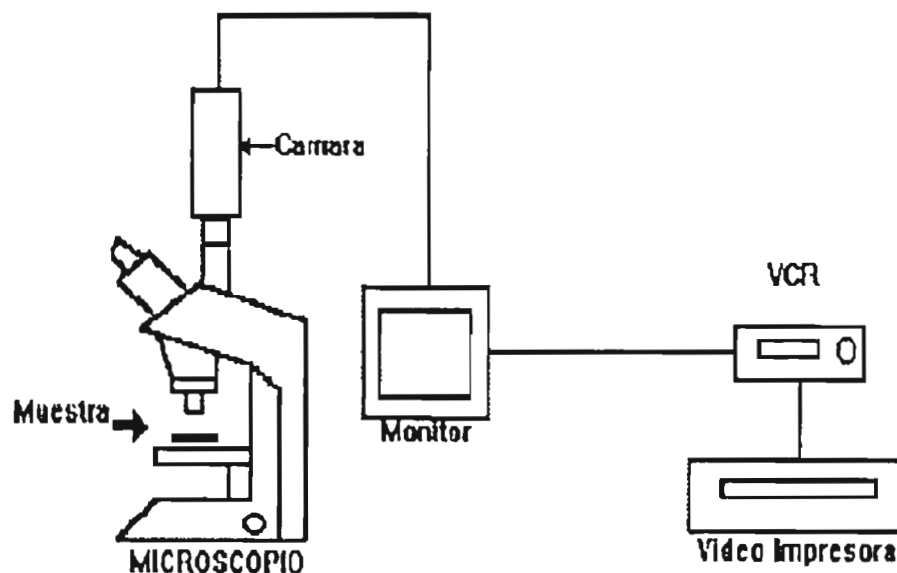 Camara
VCR
Muestra
Monitor
MICROSCOPIO
Video Impresora